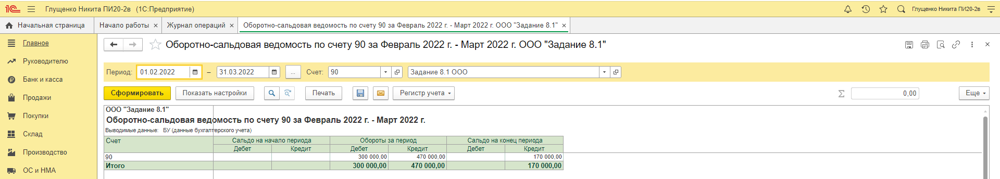 1С Глущенко Никита ПИ20-2в (1С:Предприятие) Глущенко Никита ПИ20-2в
Начальная страница Начало работы × Журнал операций × Оборотно-сальдовая ведомость по счету 90 за Февраль 2022 г. - Март 2022 г. ООО "Задание 8.1" ×
Главное
Руководителю
Банк и касса
Продажи
Покупки
Склад
Производство
ОС и НМА
Оборотно-сальдовая ведомость по счету 90 за Февраль 2022 г. - Март 2022 г. ООО "Задание 8.1"
Период: 01.02.2022 – 31.03.2022 ... Счет: 90 Задание 8.1 ООО
Сформировать Показать настройки Печать Регистр учета Σ 0,00 Еще
ООО "Задание 8.1"
Оборотно-сальдовая ведомость по счету 90 за Февраль 2022 г. - Март 2022 г.
Выводимые данные: БУ (данные бухгалтерского учета)
Счет Сальдо на начало периода Обороты за период Сальдо на конец периода
Дебет Кредит Дебет Кредит Дебет Кредит
90 300 000,00 470 000,00 170 000,00
Итого 300 000,00 470 000,00 170 000,00